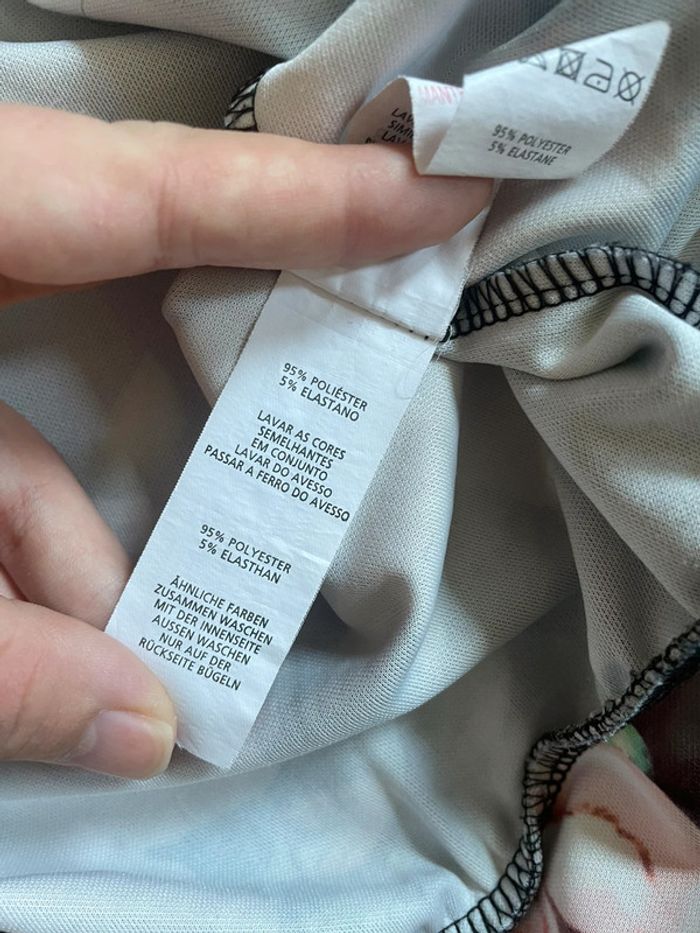 95% POLYESTER
5% ELASTANE
95% POLIÉSTER
5% ELASTANO
LAVAR AS CORES
SEMELHANTES
EM CONJUNTO
LAVAR DO AVESSO
PASSAR A FERRO DO AVESSO
95% POLYESTER
5% ELASTHAN
ÄHNLICHE FARBEN
ZUSAMMEN WASCHEN
MIT DER INNENSEITE
AUSSEN WASCHEN
NUR AUF DER
RÜCKSEITE BÜGELN